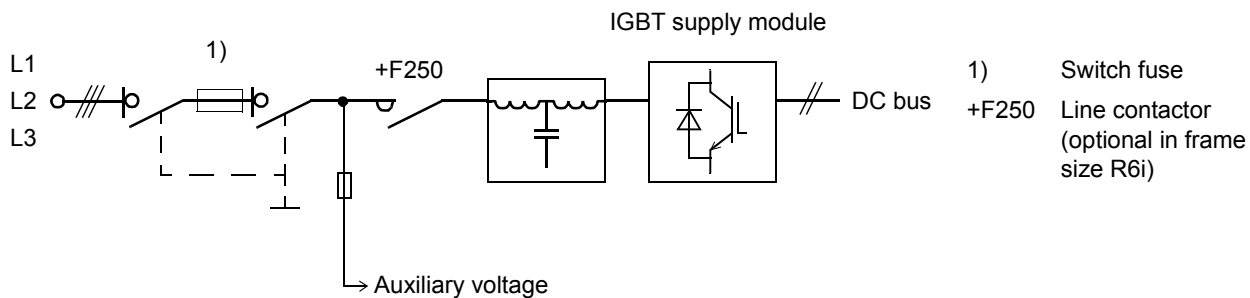 IGBT supply module
L1
L2
L3
1)
+F250
DC bus
1) Switch fuse
+F250 Line contactor
(optional in frame
size R6i)
Auxiliary voltage